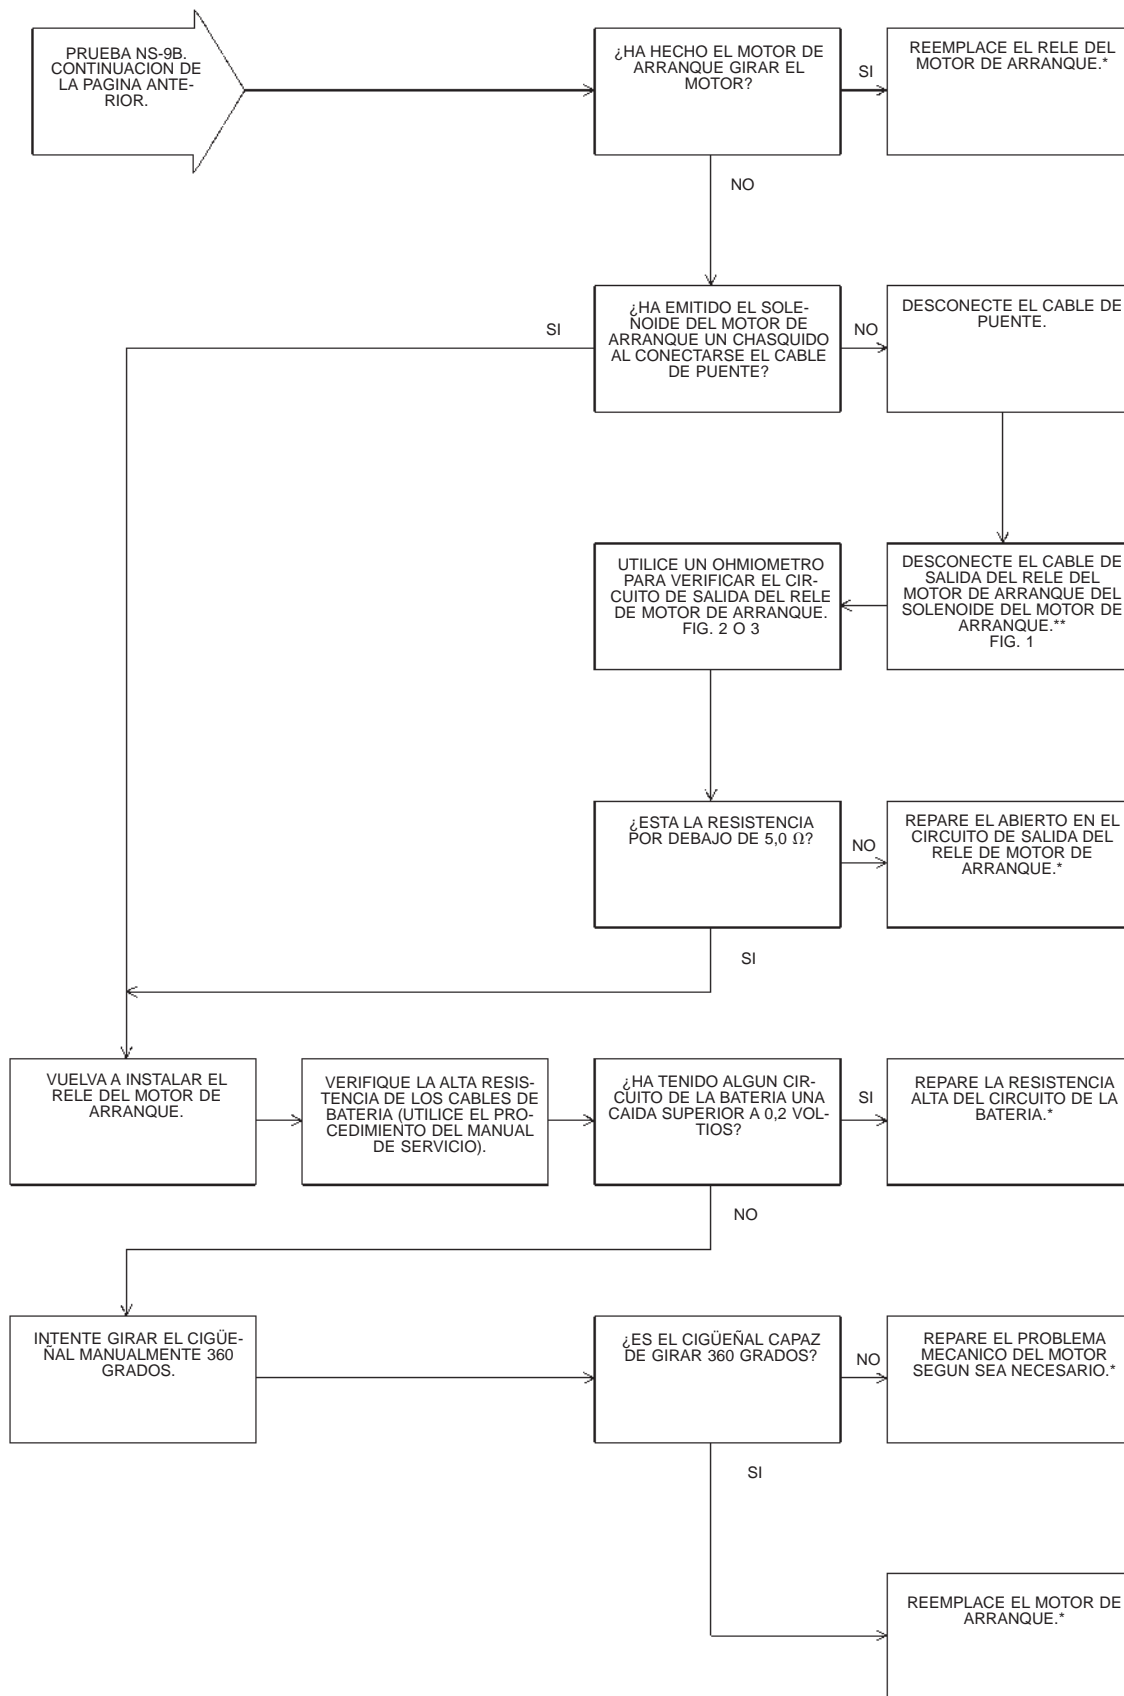 PRUEBA NS-9B.
CONTINUACION DE
LA PAGINA ANTE-
RIOR.
¿HA HECHO EL MOTOR DE
ARRANQUE GIRAR EL
MOTOR?
SI
REEMPLACE EL RELE DEL
MOTOR DE ARRANQUE.*
NO
SI
¿HA EMITIDO EL SOLE-
NOIDE DEL MOTOR DE
ARRANQUE UN CHASQUIDO
AL CONECTARSE EL CABLE
DE PUENTE?
NO
DESCONECTE EL CABLE DE
PUENTE.
UTILICE UN OHMIOMETRO
PARA VERIFICAR EL CIR-
CUITO DE SALIDA DEL RELE
DE MOTOR DE ARRANQUE.
FIG. 2 O 3
DESCONECTE EL CABLE DE
SALIDA DEL RELE DEL
MOTOR DE ARRANQUE DEL
SOLENOIDE DEL MOTOR DE
ARRANQUE.**
FIG. 1
¿ESTA LA RESISTENCIA
POR DEBAJO DE 5,0 Ω?
NO
REPARE EL ABIERTO EN EL
CIRCUITO DE SALIDA DEL
RELE DE MOTOR DE
ARRANQUE.*
SI
VUELVA A INSTALAR EL
RELE DEL MOTOR DE
ARRANQUE.
VERIFIQUE LA ALTA RESIS-
TENCIA DE LOS CABLES DE
BATERIA (UTILICE EL PRO-
CEDIMIENTO DEL MANUAL
DE SERVICIO).
¿HA TENIDO ALGUN CIR-
CUITO DE LA BATERIA UNA
CAIDA SUPERIOR A 0,2 VOL-
TIOS?
SI
REPARE LA RESISTENCIA
ALTA DEL CIRCUITO DE LA
BATERIA.*
NO
INTENTE GIRAR EL CIGÜE-
ÑAL MANUALMENTE 360
GRADOS.
¿ES EL CIGÜEÑAL CAPAZ
DE GIRAR 360 GRADOS?
NO
REPARE EL PROBLEMA
MECANICO DEL MOTOR
SEGUN SEA NECESARIO.*
SI
REEMPLACE EL MOTOR DE
ARRANQUE.*